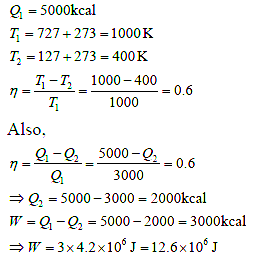 Q₁ = 5000kcal
T₁ = 727 + 273 = 1000K
T₂ = 127 + 273 = 400K
η = (T₁ − T₂)/T₁ = (1000 − 400)/1000 = 0.6
Also,
η = (Q₁ − Q₂)/Q₁ = (5000 − Q₂)/3000 = 0.6
⇒ Q₂ = 5000 − 3000 = 2000kcal
W = Q₁ − Q₂ = 5000 − 2000 = 3000kcal
⇒ W = 3×4.2×10⁶ J = 12.6×10⁶ J